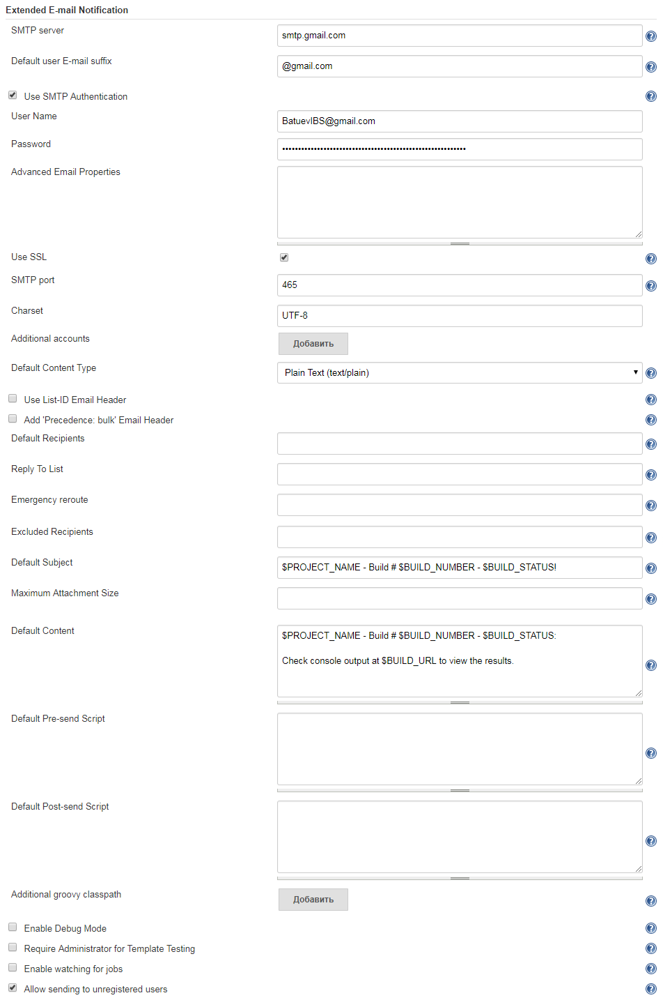 Extended E-mail Notification
SMTP server
smtp.gmail.com
Default user E-mail suffix
@gmail.com
Use SMTP Authentication
User Name
BatuevIBS@gmail.com
Password
Advanced Email Properties
Use SSL
SMTP port
465
Charset
UTF-8
Additional accounts
Добавить
Default Content Type
Plain Text (text/plain)
Use List-ID Email Header
Add 'Precedence: bulk' Email Header
Default Recipients
Reply To List
Emergency reroute
Excluded Recipients
Default Subject
$PROJECT_NAME - Build # $BUILD_NUMBER - $BUILD_STATUS!
Maximum Attachment Size
Default Content
$PROJECT_NAME - Build # $BUILD_NUMBER - $BUILD_STATUS:
Check console output at $BUILD_URL to view the results.
Default Pre-send Script
Default Post-send Script
Additional groovy classpath
Добавить
Enable Debug Mode
Require Administrator for Template Testing
Enable watching for jobs
Allow sending to unregistered users